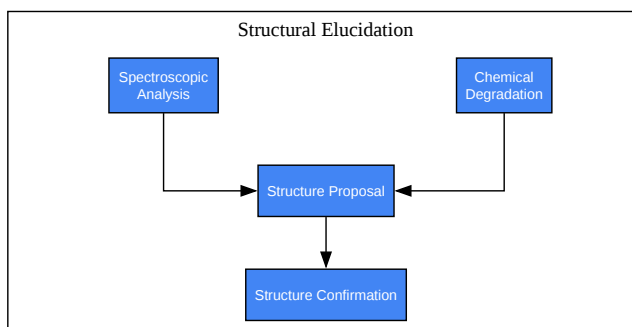 Structural Elucidation
Spectroscopic
Analysis
Chemical
Degradation
Structure Proposal
Structure Confirmation